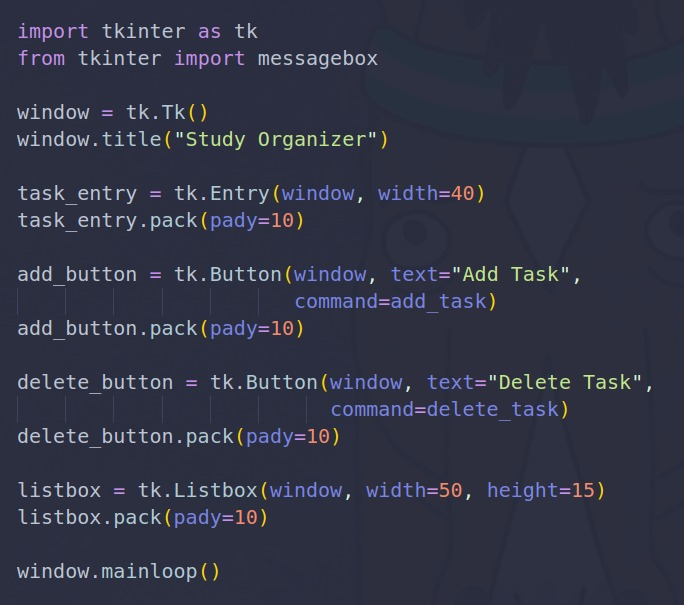 import tkinter as tk
from tkinter import messagebox

window = tk.Tk()
window.title("Study Organizer")

task_entry = tk.Entry(window, width=40)
task_entry.pack(pady=10)

add_button = tk.Button(window, text="Add Task",
                       command=add_task)
add_button.pack(pady=10)

delete_button = tk.Button(window, text="Delete Task",
                          command=delete_task)
delete_button.pack(pady=10)

listbox = tk.Listbox(window, width=50, height=15)
listbox.pack(pady=10)

window.mainloop()